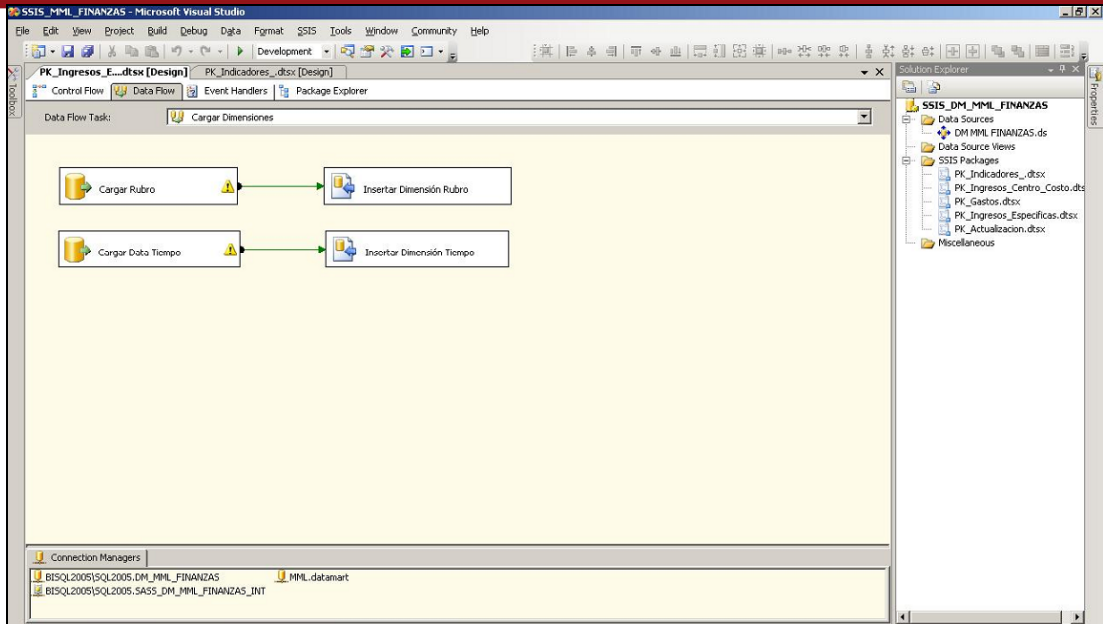 SSIS_MML_FINANZAS - Microsoft Visual Studio
File Edit View Project Build Debug Data Format SSIS Tools Window Community Help
Development
PK_Ingresos_E....dtsx [Design] PK_Indicadores_.dtsx [Design]
Control Flow Data Flow Event Handlers Package Explorer
Data Flow Task: Cargar Dimensiones
Cargar Rubro Insertar Dimensión Rubro
Cargar Data Tiempo Insertar Dimensión Tiempo
Connection Managers
BISQL2005\SQL2005.DM_MML_FINANZAS MML.datamart
BISQL2005\SQL2005.SASS_DM_MML_FINANZAS_INT
Toolbox
Solution Explorer
SSIS_DM_MML_FINANZAS
Data Sources
DM MML FINANZAS.ds
Data Source Views
SSIS Packages
PK_Indicadores_.dtsx
PK_Ingresos_Centro_Costo.dts
PK_Gastos.dtsx
PK_Ingresos_Especificas.dtsx
PK_Actualizacion.dtsx
Miscellaneous
Properties